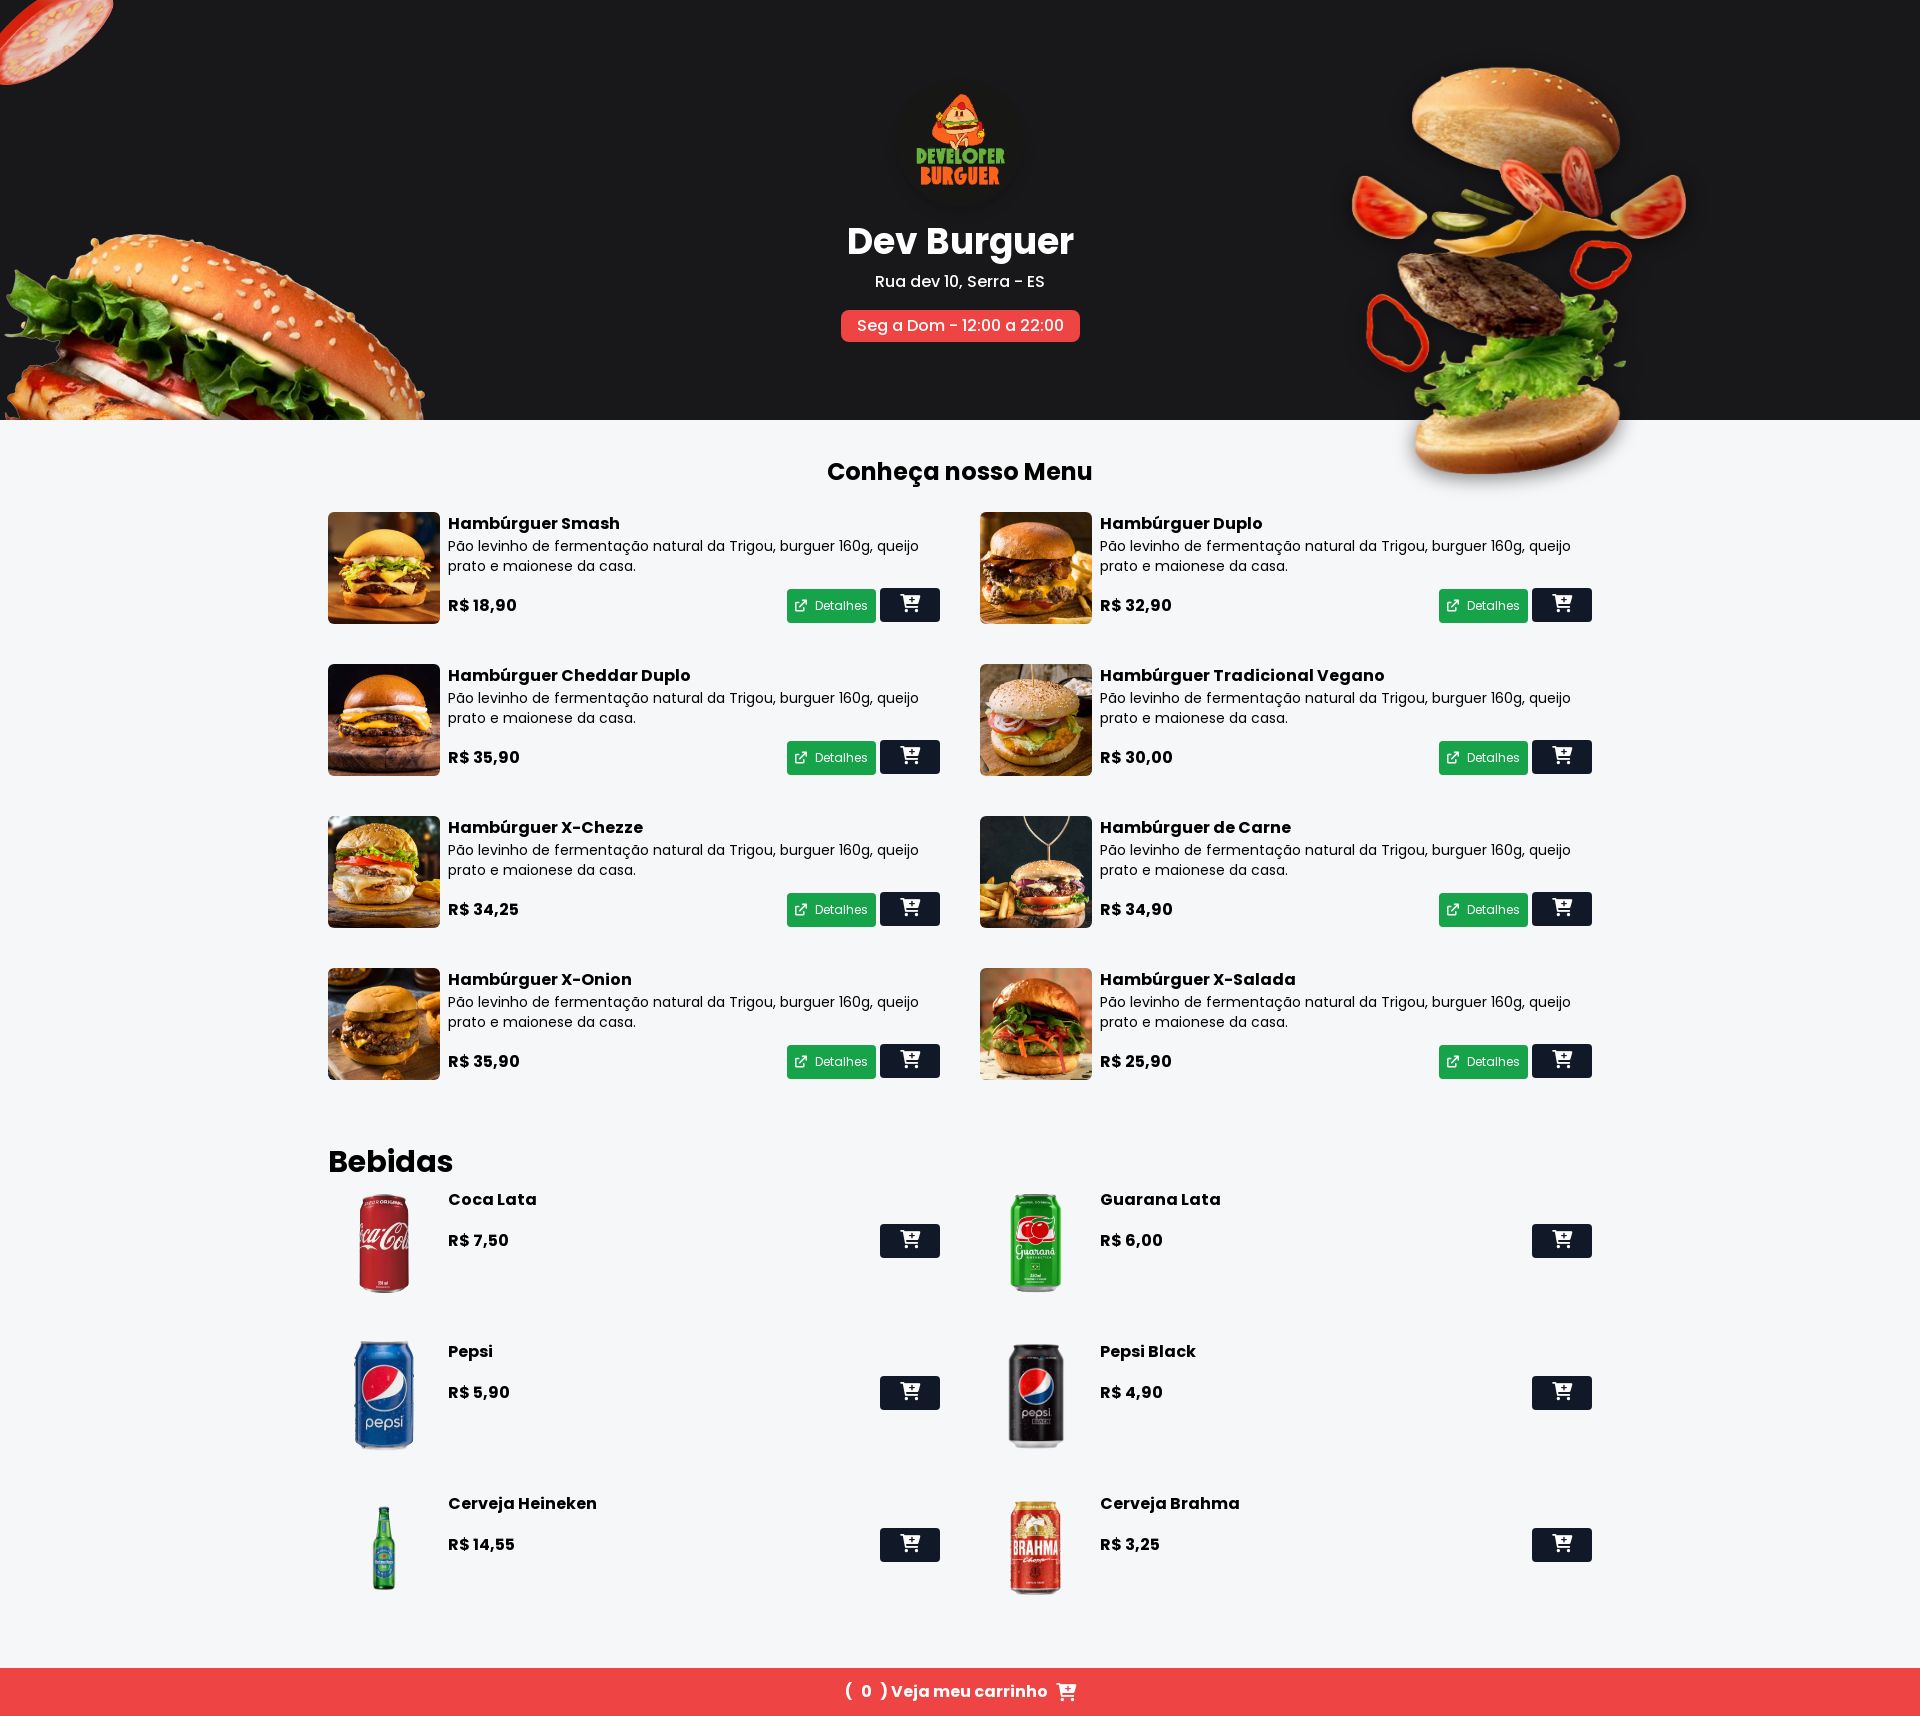 DEVELOPER
BURGUER
Dev Burguer
Rua dev 10, Serra - ES
Seg a Dom - 12:00 a 22:00
Conheça nosso Menu
Hambúrguer Smash
Pão levinho de fermentação natural da Trigou, burguer 160g, queijo
prato e maionese da casa.
R$ 18,90
Detalhes
Hambúrguer Duplo
Pão levinho de fermentação natural da Trigou, burguer 160g, queijo
prato e maionese da casa.
R$ 32,90
Detalhes
Hambúrguer Cheddar Duplo
Pão levinho de fermentação natural da Trigou, burguer 160g, queijo
prato e maionese da casa.
R$ 35,90
Detalhes
Hambúrguer Tradicional Vegano
Pão levinho de fermentação natural da Trigou, burguer 160g, queijo
prato e maionese da casa.
R$ 30,00
Detalhes
Hambúrguer X-Chezze
Pão levinho de fermentação natural da Trigou, burguer 160g, queijo
prato e maionese da casa.
R$ 34,25
Detalhes
Hambúrguer de Carne
Pão levinho de fermentação natural da Trigou, burguer 160g, queijo
prato e maionese da casa.
R$ 34,90
Detalhes
Hambúrguer X-Onion
Pão levinho de fermentação natural da Trigou, burguer 160g, queijo
prato e maionese da casa.
R$ 35,90
Detalhes
Hambúrguer X-Salada
Pão levinho de fermentação natural da Trigou, burguer 160g, queijo
prato e maionese da casa.
R$ 25,90
Detalhes
Bebidas
Coca Lata
R$ 7,50
Guarana Lata
R$ 6,00
Guaraná
Pepsi
R$ 5,90
pepsi
Pepsi Black
R$ 4,90
pepsi
Cerveja Heineken
R$ 14,55
Cerveja Brahma
R$ 3,25
BRAHMA
Chopp
( 0 ) Veja meu carrinho